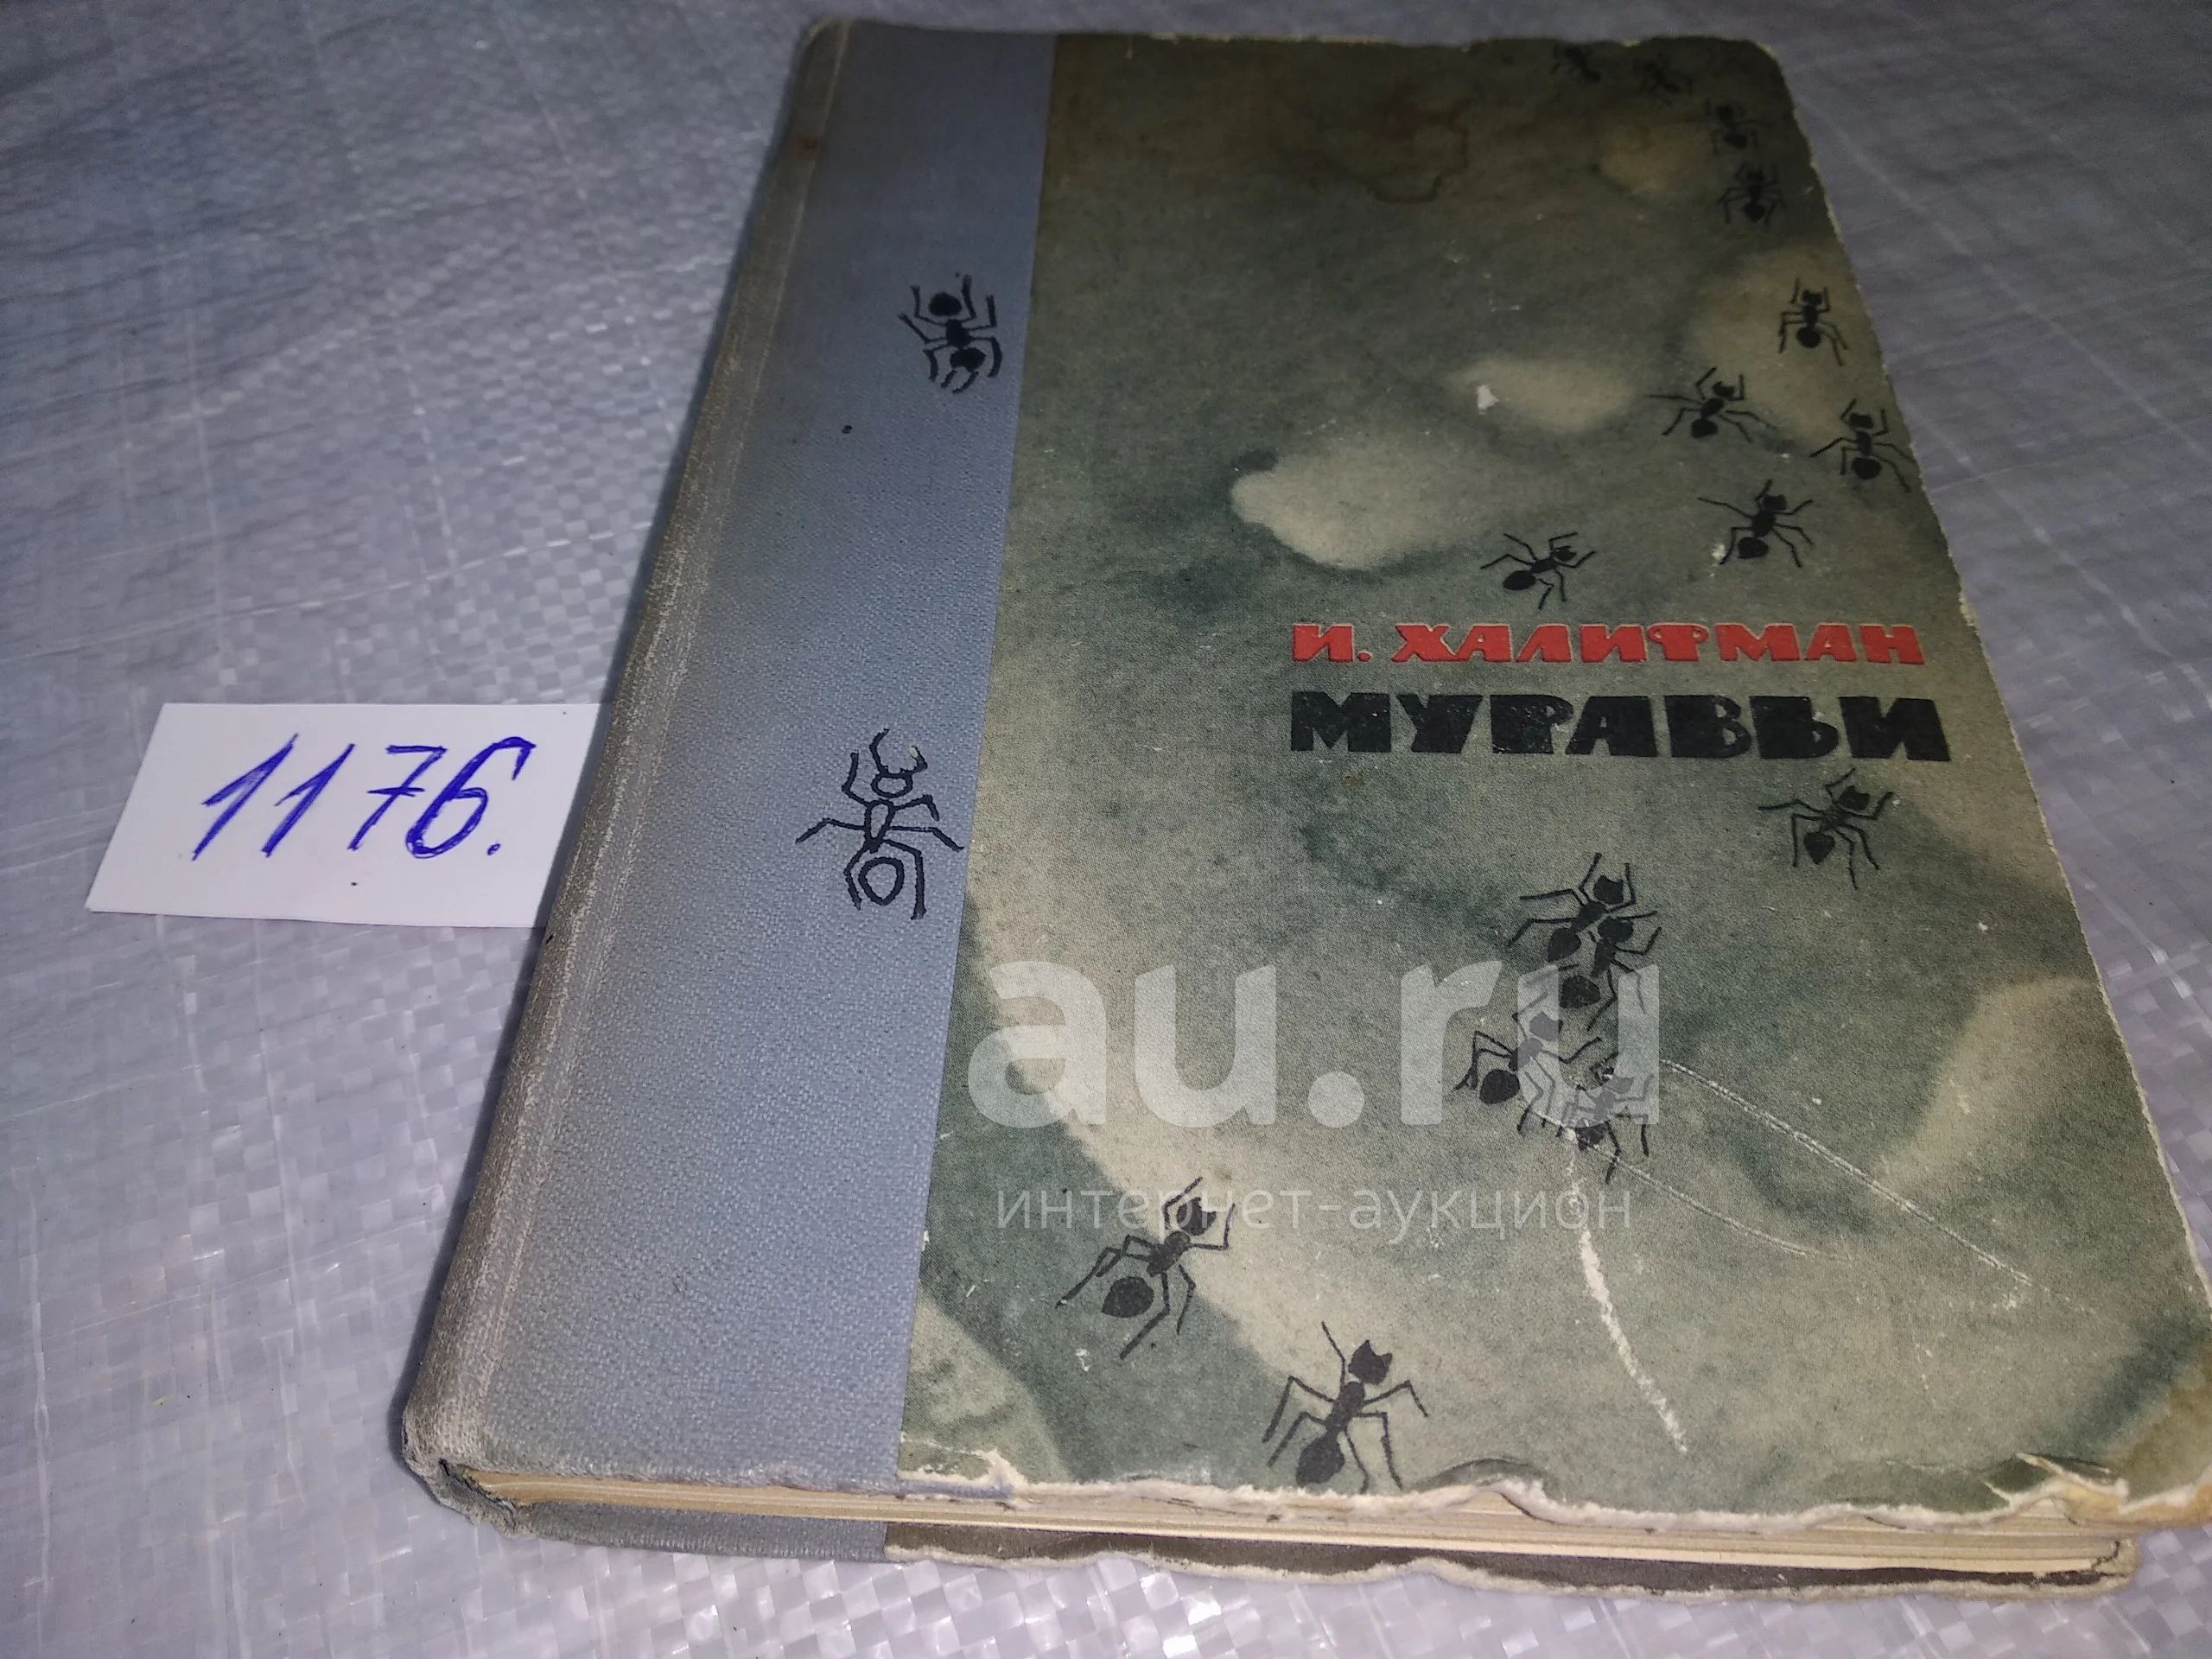 И. ХАЛИФМАН
МУРАВЬИ
1176.
au.ru
интернет-аукцион